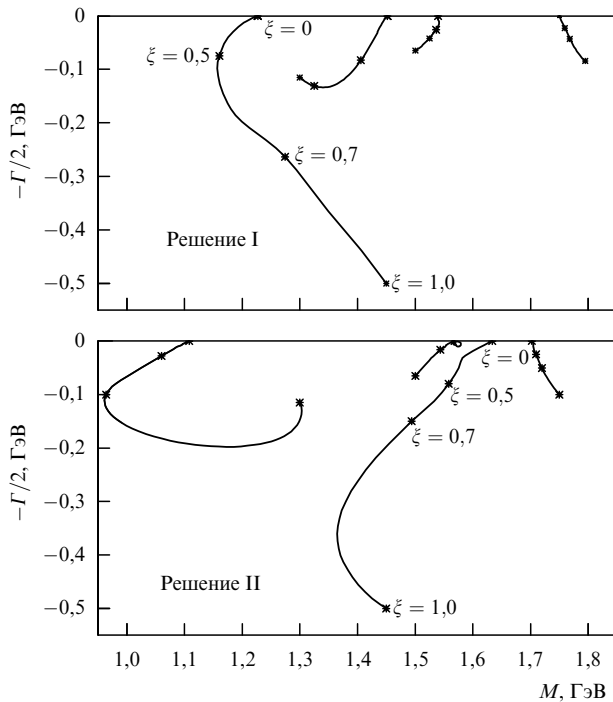 0
−0,1
−0,2
−0,3
−0,4
−0,5
−Γ/2, ГэВ
ξ = 0
ξ = 0,5
ξ = 0,7
ξ = 1,0
Решение I
0
−0,1
−0,2
−0,3
−0,4
−0,5
−Γ/2, ГэВ
ξ = 0
ξ = 0,5
ξ = 0,7
ξ = 1,0
Решение II
1,0 1,1 1,2 1,3 1,4 1,5 1,6 1,7 1,8
M, ГэВ